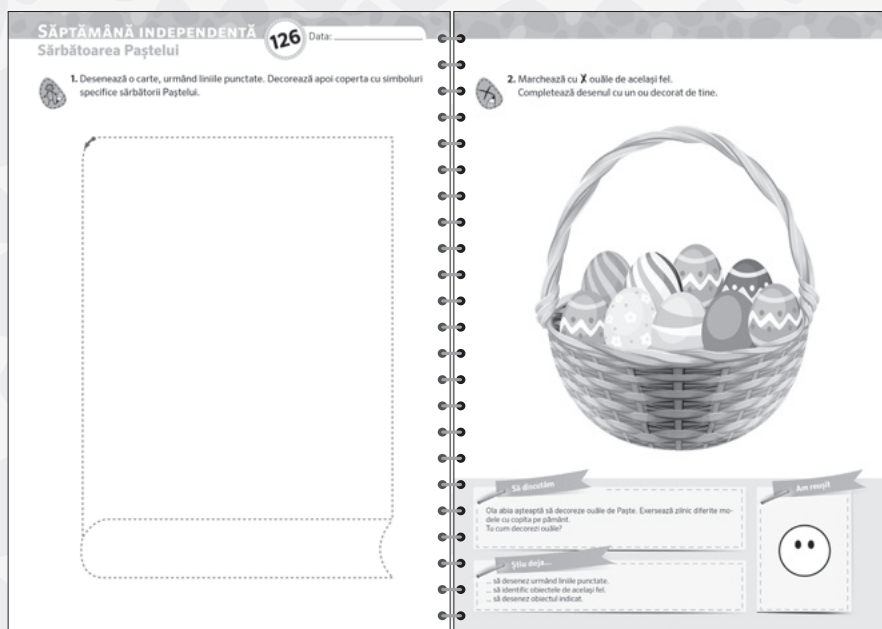 SĂPTĂMÂNĂ INDEPENDENTĂ
Sărbătoarea Paștelui
126
Data:
1. Desenează o carte, urmând liniile punctate. Decorează apoi coperta cu simboluri
specifice sărbătorii Paștelui.
2. Marchează cu X ouăle de același fel.
Completează desenul cu un ou decorat de tine.
Să discutăm
Ola abia așteaptă să decoreze ouăle de Paște. Exersează zilnic diferite mo-
dele cu copita pe pământ.
Tu cum decorezi ouăle?
Știu deja...
... să desenez urmând liniile punctate.
... să identific obiectele de același fel.
... să desenez obiectul indicat.
Am reușit